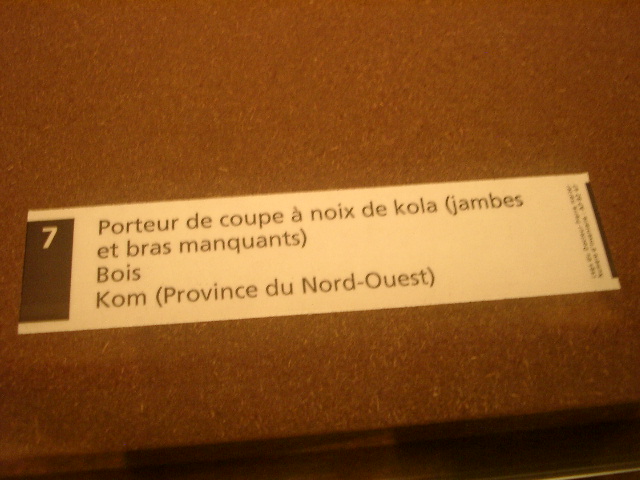 7
Porteur de coupe à noix de kola (jambes
et bras manquants)
Bois
Kom (Province du Nord-Ouest)